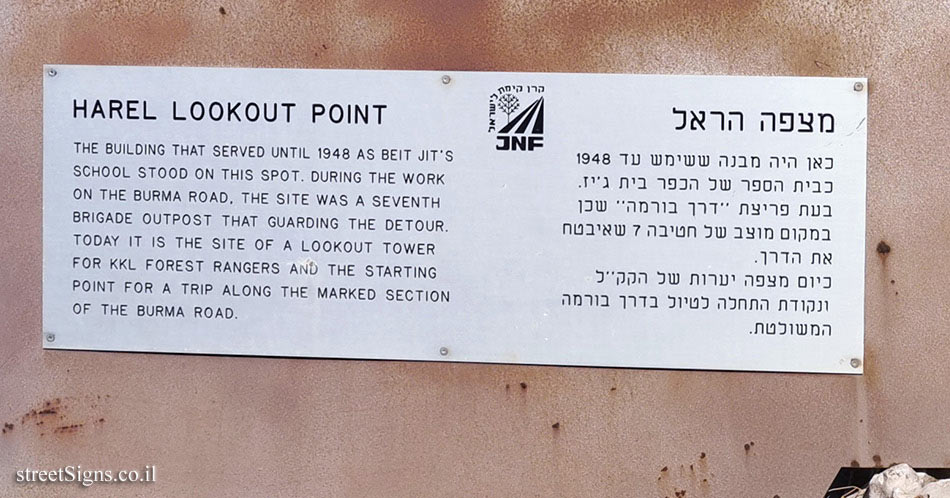 HAREL LOOKOUT POINT
THE BUILDING THAT SERVED UNTIL 1948 AS BEIT JIT'S
SCHOOL STOOD ON THIS SPOT. DURING THE WORK
ON THE BURMA ROAD, THE SITE WAS A SEVENTH
BRIGADE OUTPOST THAT GUARDING THE DETOUR.
TODAY IT IS THE SITE OF A LOOKOUT TOWER
FOR KKL FOREST RANGERS AND THE STARTING
POINT FOR A TRIP ALONG THE MARKED SECTION
OF THE BURMA ROAD.
קרן קימת לישראל
JNF
מצפה הראל
כאן היה מבנה ששימש עד 1948
כבית הספר של הכפר בית ג'יז.
בעת פריצת "דרך בורמה" שכן
במקום מוצב של חטיבה 7 שאיבטח
את הדרך.
כיום מצפה יערות של הקק"ל
ונקודת התחלה לטיול בדרך בורמה
המשולטת.
streetSigns.co.il